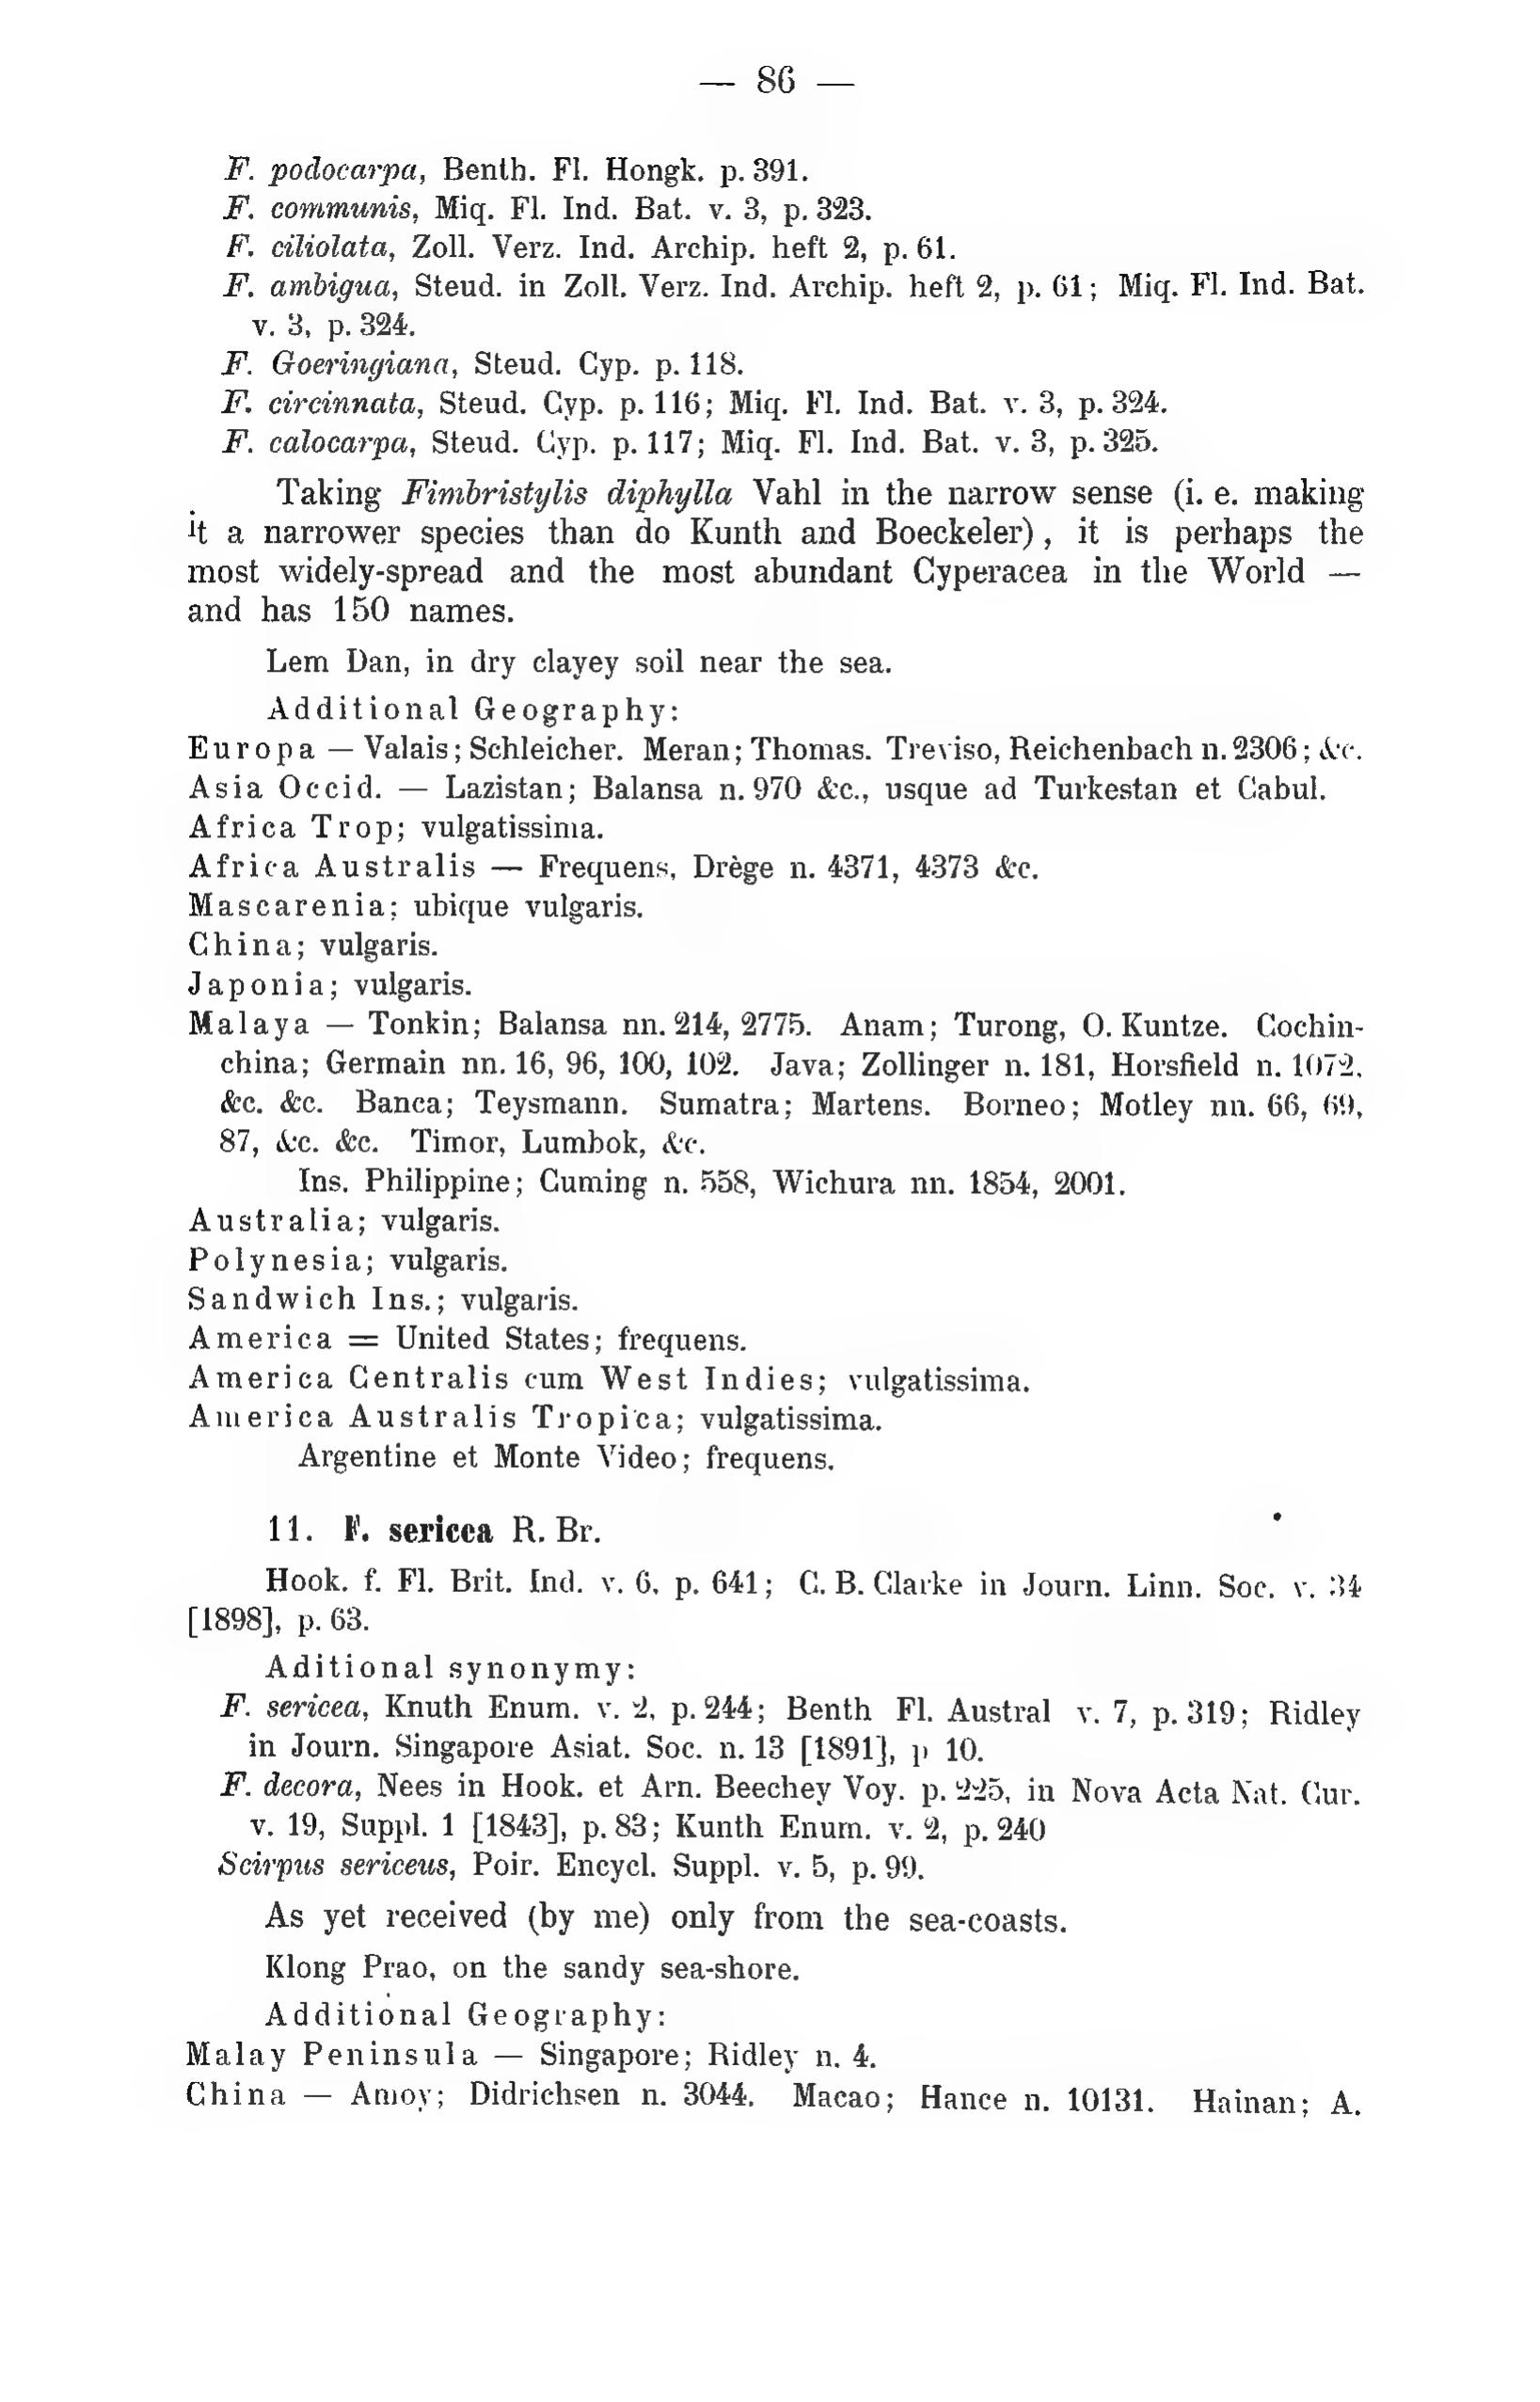 — 86 —
F. podocarpa, Benth. Fl. Hongk. p. 391.
F. communis, Miq. Fl. Ind. Bat. v. 3, p. 323.
F. ciliolata, Zoll. Verz. Ind. Archip. heft 2, p. 61.
F. ambigua, Steud. in Zoll. Verz. Ind. Archip. heft 2, p. 61; Miq. Fl. Ind. Bat.
v. 3, p. 324.
F. Goeringiana, Steud. Cyp. p. 118.
F. circinnata, Steud. Cyp. p. 116; Miq. Fl. Ind. Bat. v. 3, p. 324.
F. calocarpa, Steud. Cyp. p. 117; Miq. Fl. Ind. Bat. v. 3, p. 325.
Taking Fimbristylis diphylla Vahl in the narrow sense (i. e. making
it a narrower species than do Kunth and Boeckeler), it is perhaps the
most widely-spread and the most abundant Cyperacea in the World —
and has 150 names.
Lem Dan, in dry clayey soil near the sea.
Additional Geography:
Europa — Valais; Schleicher. Meran; Thomas. Treviso, Reichenbach n. 2306; &c.
Asia Occid. — Lazistan; Balansa n. 970 &c., usque ad Turkestan et Cabul.
Africa Trop; vulgatissima.
Africa Australis — Frequens, Drège n. 4371, 4373 &c.
Mascarenia; ubique vulgaris.
China; vulgaris.
Japonia; vulgaris.
Malaya — Tonkin; Balansa nn. 214, 2775. Anam; Turong, O. Kuntze. Cochin-
china; Germain nn. 16, 96, 100, 102. Java; Zollinger n. 181, Horsfield n. 1072,
&c. &c. Banca; Teysmann. Sumatra; Martens. Borneo; Motley nn. 66, 69,
87, &c. &c. Timor, Lumbok, &c.
Ins. Philippine; Cuming n. 558, Wichura nn. 1854, 2001.
Australia; vulgaris.
Polynesia; vulgaris.
Sandwich Ins.; vulgaris.
America = United States; frequens.
America Centralis cum West Indies; vulgatissima.
America Australis Tropica; vulgatissima.
Argentine et Monte Video; frequens.
11. F. sericea R. Br.
Hook. f. Fl. Brit. Ind. v. 6, p. 641; C. B. Clarke in Journ. Linn. Soc. v. 34
[1898], p. 63.
Aditional synonymy:
F. sericea, Knuth Enum. v. 2, p. 244; Benth Fl. Austral v. 7, p. 319; Ridley
in Journ. Singapore Asiat. Soc. n. 13 [1891], p 10.
F. decora, Nees in Hook. et Arn. Beechey Voy. p. 225, in Nova Acta Nat. Cur.
v. 19, Suppl. 1 [1843], p. 83; Kunth Enum. v. 2, p. 240
Scirpus sericeus, Poir. Encycl. Suppl. v. 5, p. 99.
As yet received (by me) only from the sea-coasts.
Klong Prao, on the sandy sea-shore.
Additional Geography:
Malay Peninsula — Singapore; Ridley n. 4.
China — Amoy; Didrichsen n. 3044. Macao; Hance n. 10131. Hainan; A.